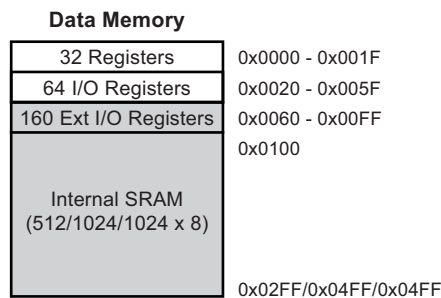 Data Memory
32 Registers 0x0000 - 0x001F
64 I/O Registers 0x0020 - 0x005F
160 Ext I/O Registers 0x0060 - 0x00FF
0x0100
Internal SRAM
(512/1024/1024 x 8)
0x02FF/0x04FF/0x04FF